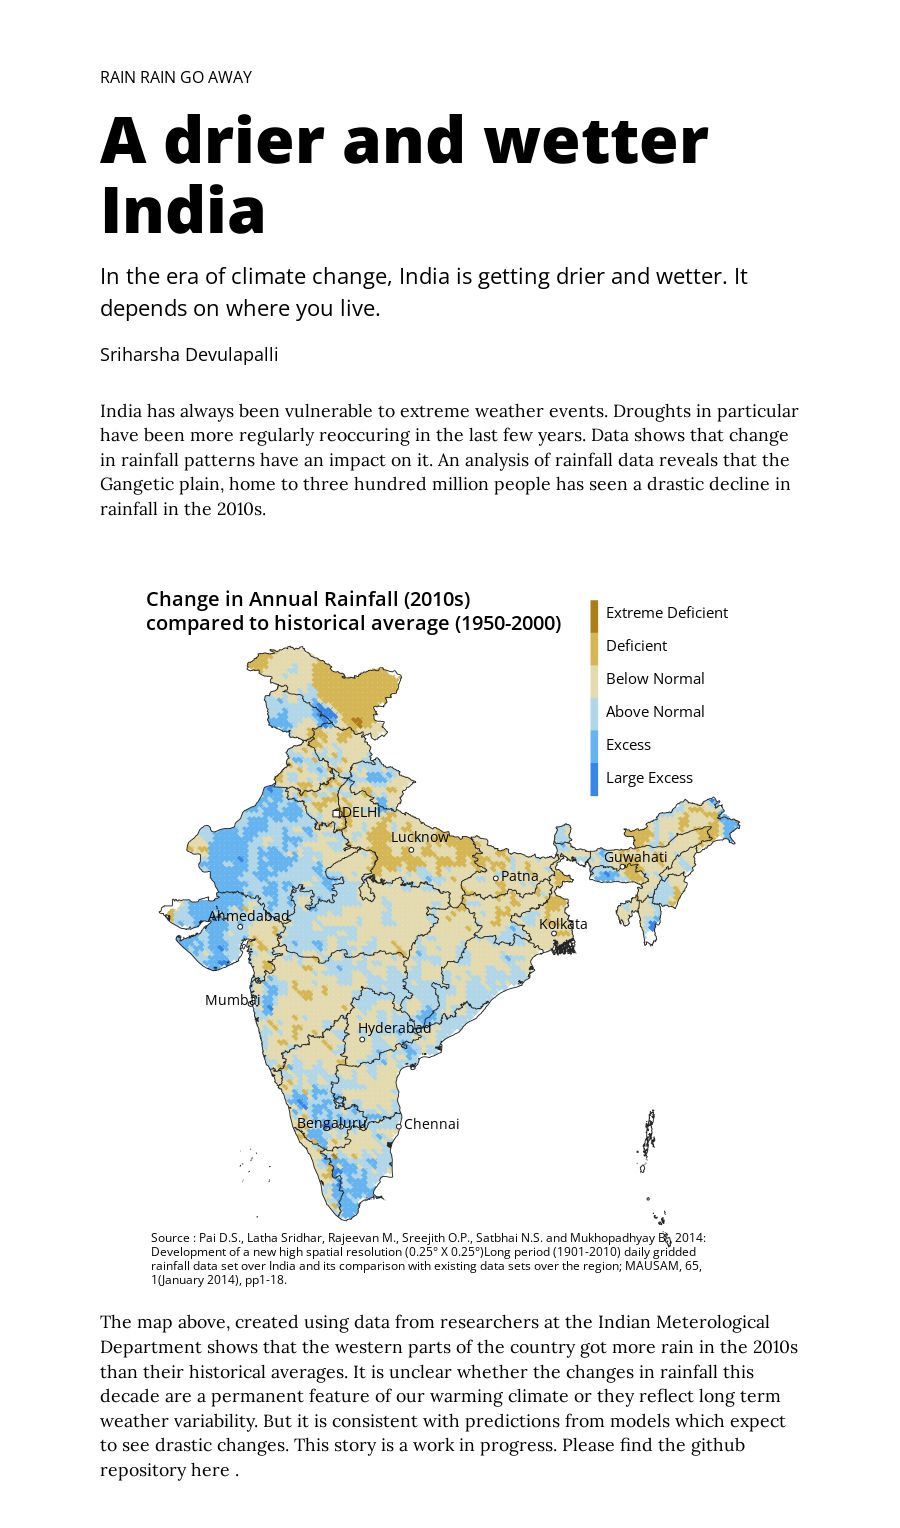 RAIN RAIN GO AWAY
A drier and wetter
India
In the era of climate change, India is getting drier and wetter. It
depends on where you live.
Sriharsha Devulapalli
India has always been vulnerable to extreme weather events. Droughts in particular
have been more regularly reoccuring in the last few years. Data shows that change
in rainfall patterns have an impact on it. An analysis of rainfall data reveals that the
Gangetic plain, home to three hundred million people has seen a drastic decline in
rainfall in the 2010s.
Change in Annual Rainfall (2010s)
compared to historical average (1950-2000)
Extreme Deficient
Deficient
Below Normal
Above Normal
Excess
Large Excess
DELHI
Lucknow
Guwahati
Patna
Ahmedabad
Kolkata
Mumbai
Hyderabad
Bengaluru
Chennai
Source : Pai D.S., Latha Sridhar, Rajeevan M., Sreejith O.P., Satbhai N.S. and Mukhopadhyay B., 2014:
Development of a new high spatial resolution (0.25° X 0.25°)Long period (1901-2010) daily gridded
rainfall data set over India and its comparison with existing data sets over the region; MAUSAM, 65,
1(January 2014), pp1-18.
The map above, created using data from researchers at the Indian Meterological
Department shows that the western parts of the country got more rain in the 2010s
than their historical averages. It is unclear whether the changes in rainfall this
decade are a permanent feature of our warming climate or they reflect long term
weather variability. But it is consistent with predictions from models which expect
to see drastic changes. This story is a work in progress. Please find the github
repository here .